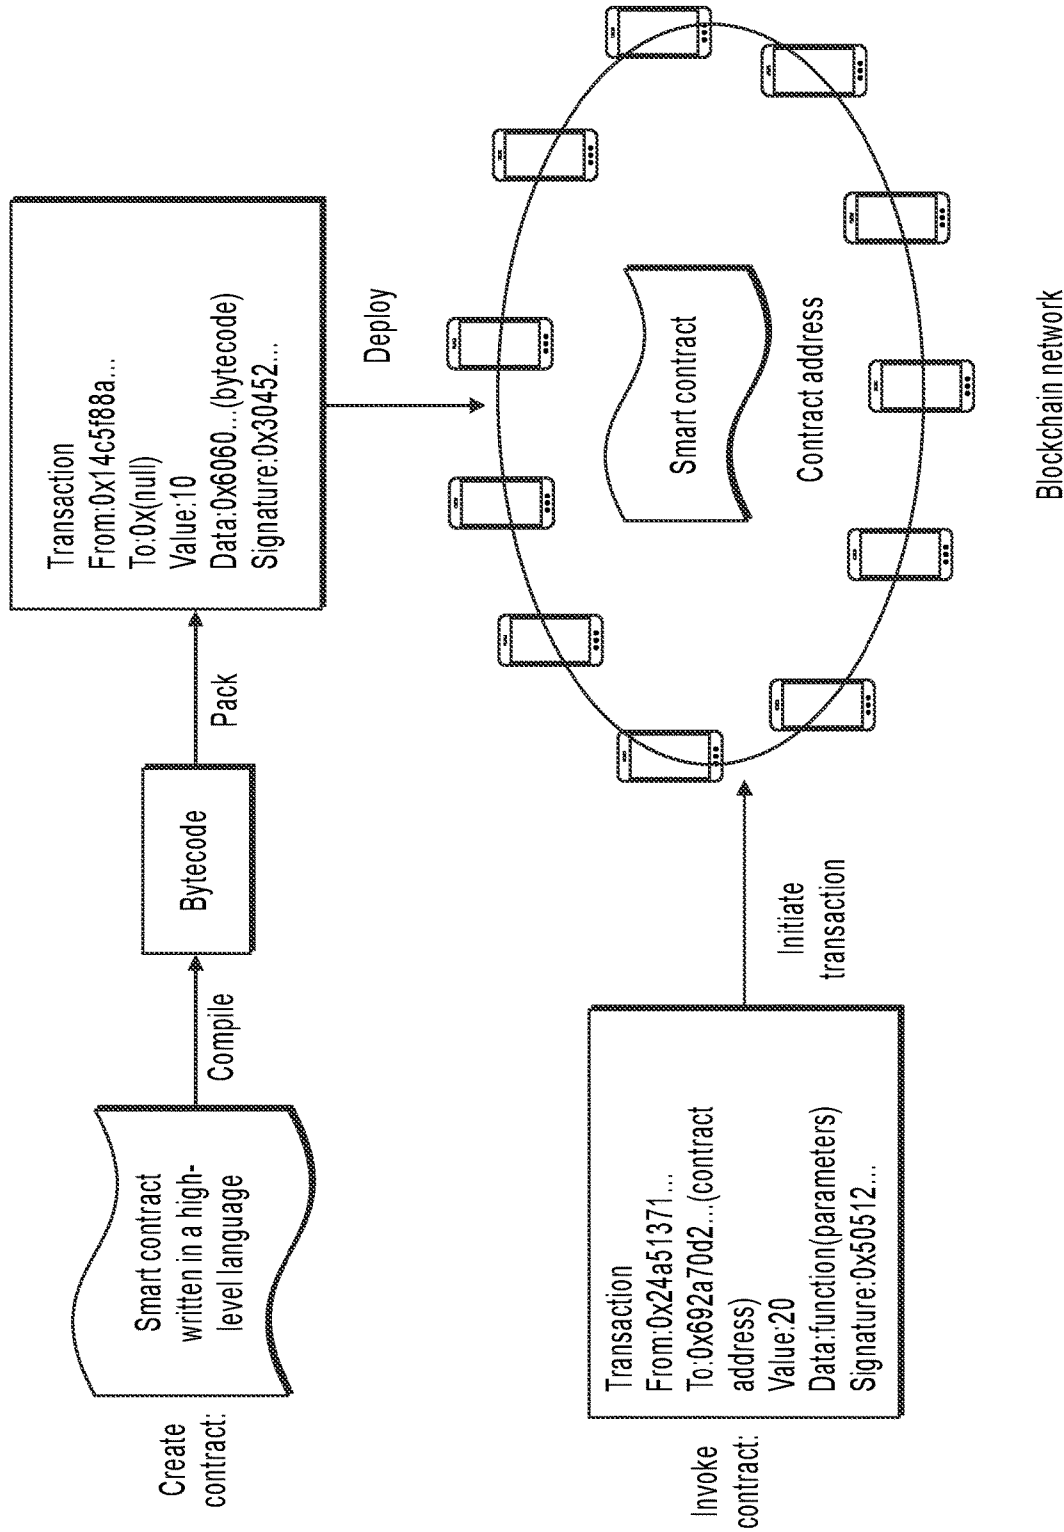 Create
contract:
Smart contract
written in a high-
level language
Compile
Bytecode
Pack
Transaction
From:0x14c5f88a...
To:0x(null)
Value:10
Data:0x6060...(bytecode)
Signature:0x30452...
Deploy
Invoke
contract:
Transaction
From:0x24a51371...
To:0x692a70d2...(contract
address)
Value:20
Data:function(parameters)
Signature:0x50512...
Initiate
transaction
Smart contract
Contract address
Blockchain network